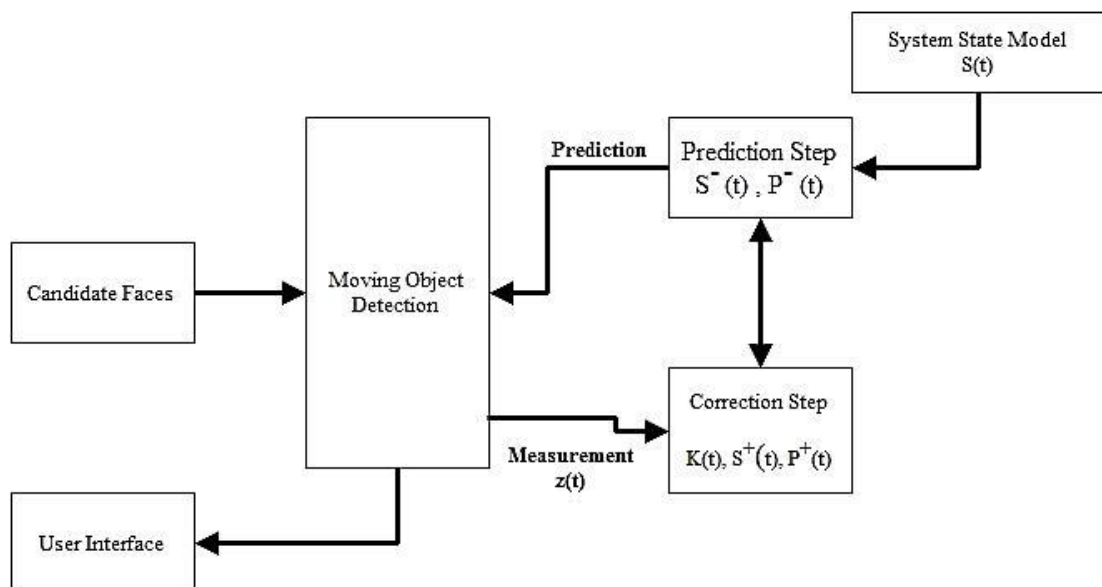 System State Model
S(t)
Prediction
Prediction Step
S⁻ (t) , P⁻ (t)
Candidate Faces
Moving Object
Detection
Correction Step
K(t), S⁺(t), P⁺(t)
Measurement
z(t)
User Interface